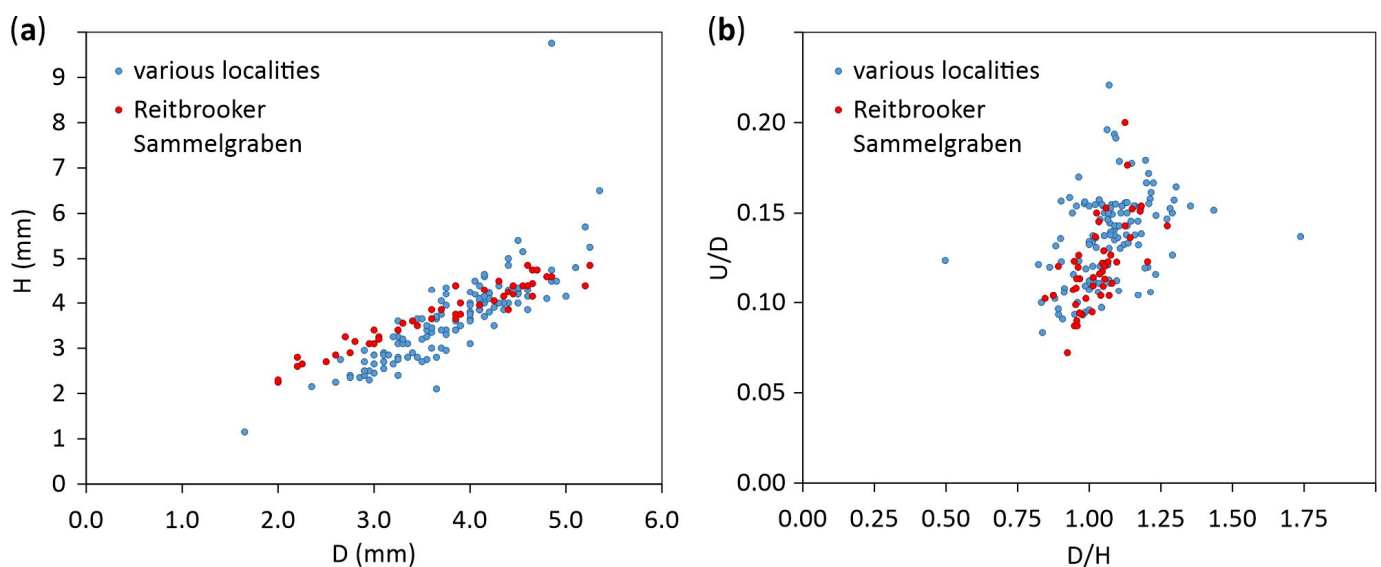 (a)
H (mm)
9
8
7
6
5
4
3
2
1
0
various localities
Reitbrooker
Sammelgraben
0.0 1.0 2.0 3.0 4.0 5.0 6.0
D (mm)
(b)
U/D
0.20
0.15
0.10
0.05
0.00
various localities
Reitbrooker
Sammelgraben
0.00 0.25 0.50 0.75 1.00 1.25 1.50 1.75
D/H